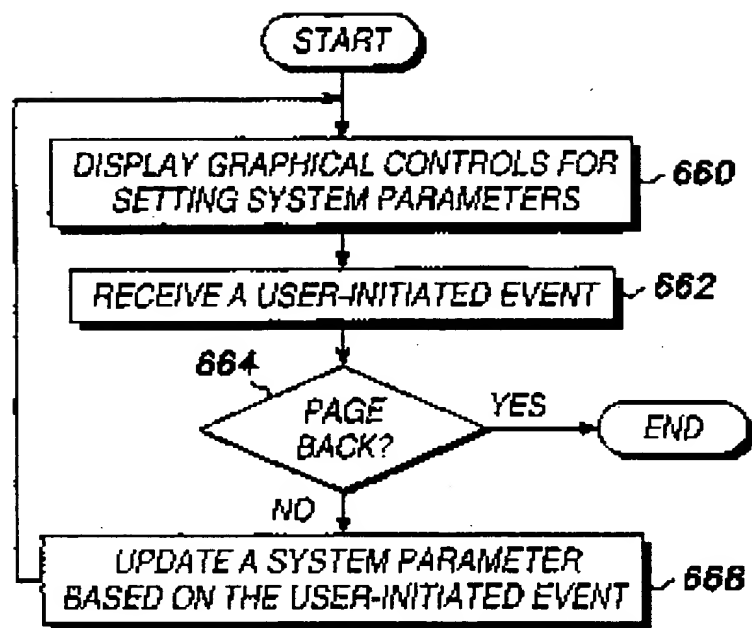 START
DISPLAY GRAPHICAL CONTROLS FOR
SETTING SYSTEM PARAMETERS
660
RECEIVE A USER-INITIATED EVENT
662
664
PAGE
BACK?
YES
END
NO
UPDATE A SYSTEM PARAMETER
BASED ON THE USER-INITIATED EVENT
668